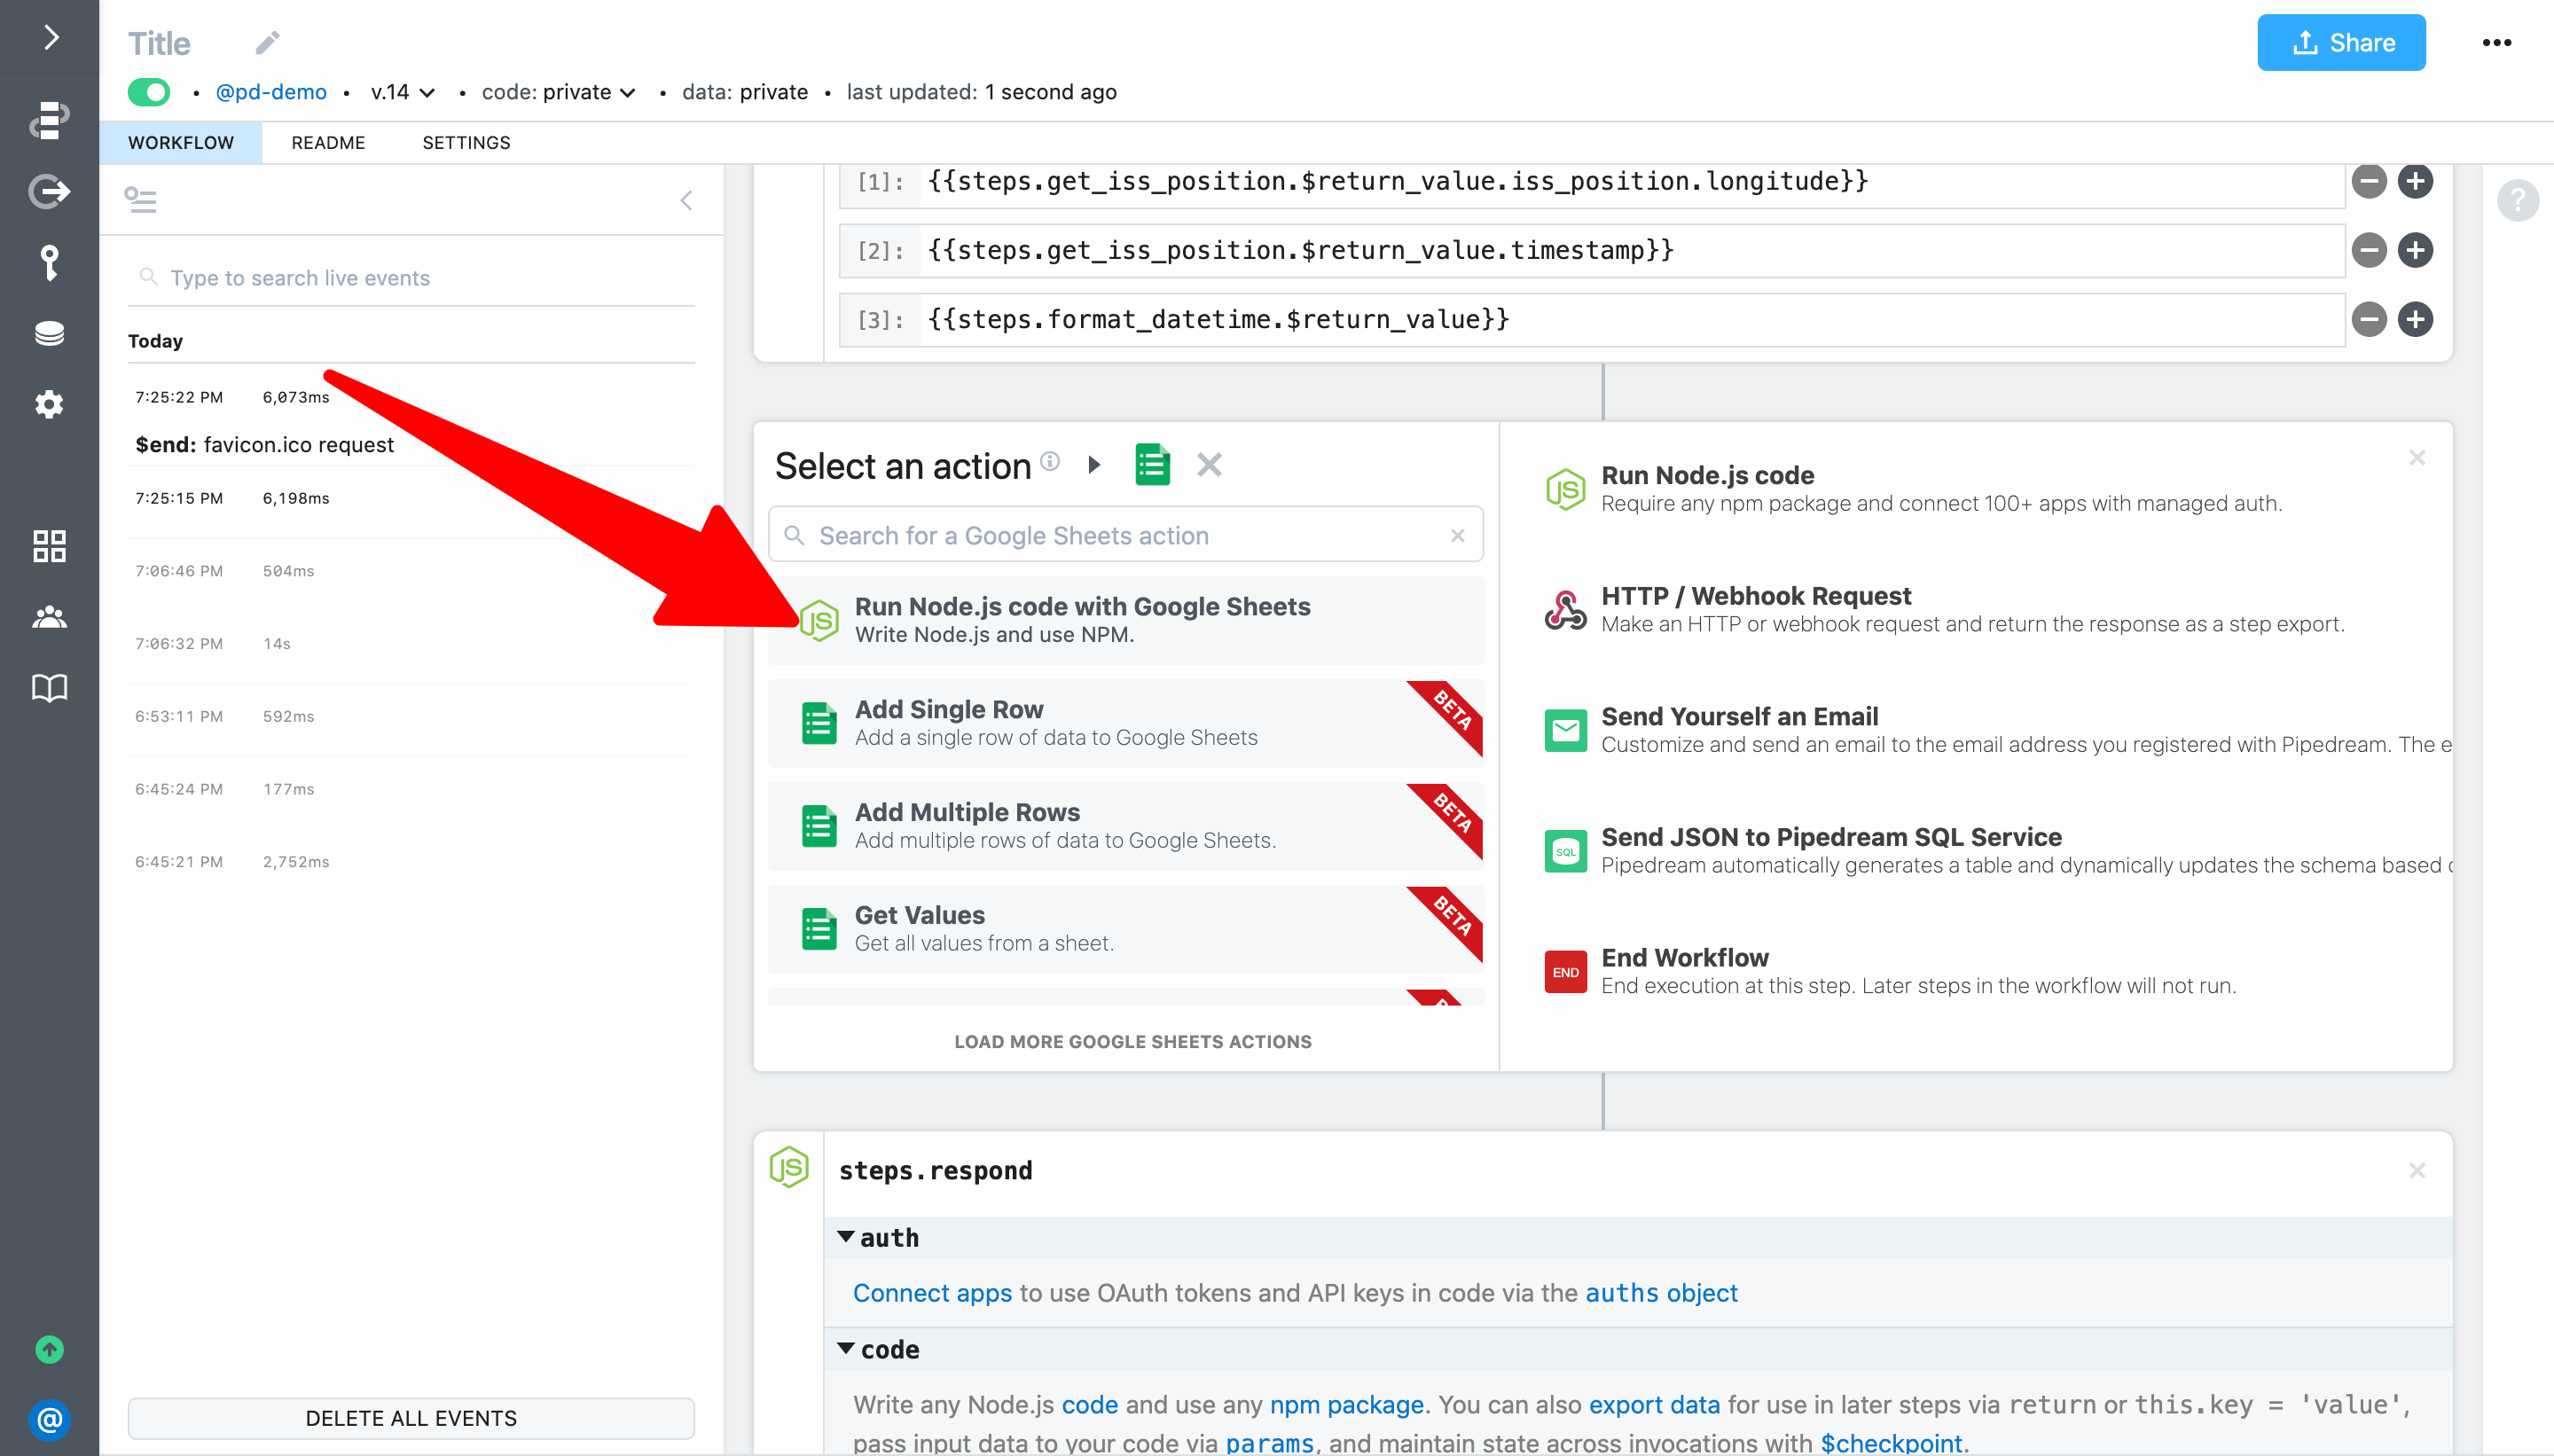 Title
Share
• @pd-demo • v.14 • code: private • data: private • last updated: 1 second ago
WORKFLOW README SETTINGS
Type to search live events
Today
7:25:22 PM 6,073ms
$end: favicon.ico request
7:25:15 PM 6,198ms
7:06:46 PM 504ms
7:06:32 PM 14s
6:53:11 PM 592ms
6:45:24 PM 177ms
6:45:21 PM 2,752ms
DELETE ALL EVENTS
@
?
[1]: {{steps.get_iss_position.$return_value.iss_position.longitude}}
[2]: {{steps.get_iss_position.$return_value.timestamp}}
[3]: {{steps.format_datetime.$return_value}}
Select an action
Search for a Google Sheets action
JS
Run Node.js code with Google Sheets
Write Node.js and use NPM.
Add Single Row
Add a single row of data to Google Sheets
BETA
Add Multiple Rows
Add multiple rows of data to Google Sheets.
BETA
Get Values
Get all values from a sheet.
BETA
LOAD MORE GOOGLE SHEETS ACTIONS
JS
Run Node.js code
Require any npm package and connect 100+ apps with managed auth.
HTTP / Webhook Request
Make an HTTP or webhook request and return the response as a step export.
Send Yourself an Email
Customize and send an email to the email address you registered with Pipedream. The e
SQL
Send JSON to Pipedream SQL Service
Pipedream automatically generates a table and dynamically updates the schema based
END
End Workflow
End execution at this step. Later steps in the workflow will not run.
JS
steps.respond
auth
Connect apps to use OAuth tokens and API keys in code via the auths object
code
Write any Node.js code and use any npm package. You can also export data for use in later steps via return or this.key = 'value',
pass input data to your code via params, and maintain state across invocations with $checkpoint.